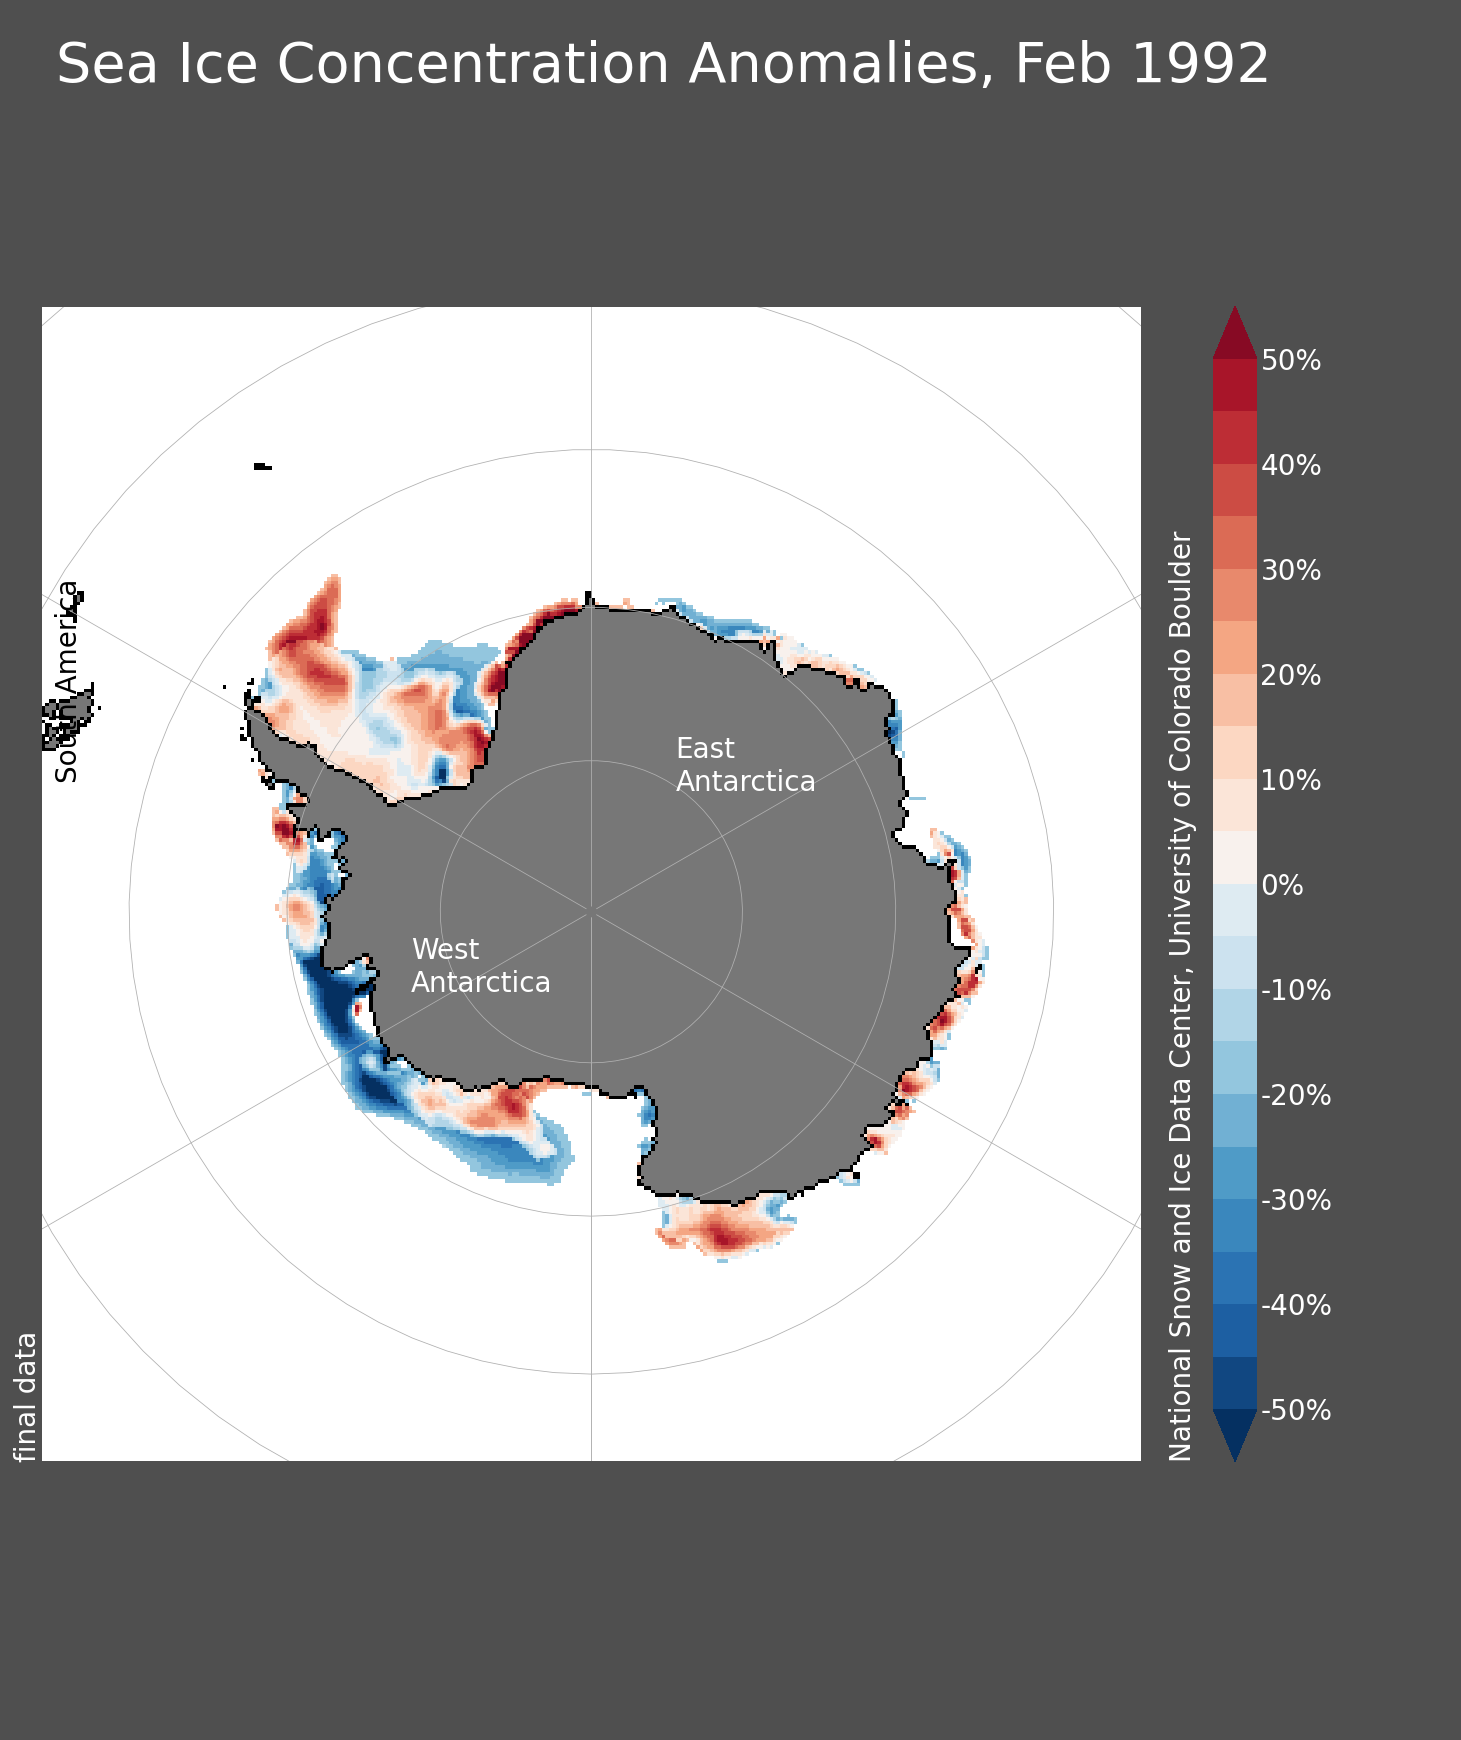 Sea Ice Concentration Anomalies, Feb 1992
South America
East
Antarctica
West
Antarctica
final data
National Snow and Ice Data Center, University of Colorado Boulder
50%
40%
30%
20%
10%
0%
-10%
-20%
-30%
-40%
-50%